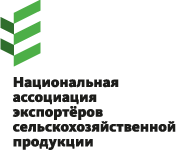 Национальная
ассоциация
экспортёров
сельскохозяйственной
продукции